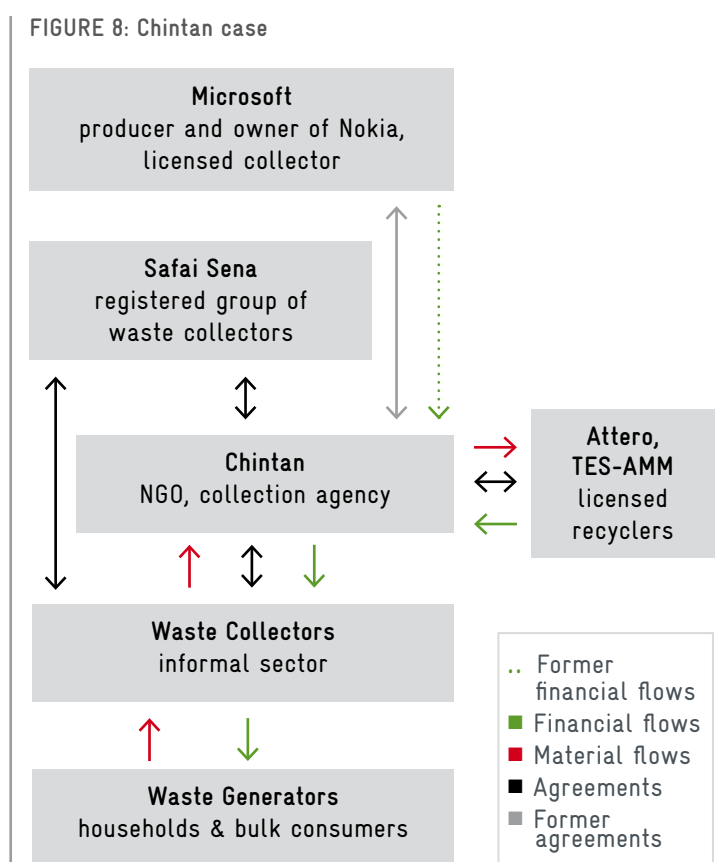 FIGURE 8: Chintan case
Microsoft
producer and owner of Nokia,
licensed collector
Safai Sena
registered group of
waste collectors
Chintan
NGO, collection agency
Attero,
TES-AMM
licensed
recyclers
Waste Collectors
informal sector
Waste Generators
households & bulk consumers
.. Former
financial flows
Financial flows
Material flows
Agreements
Former
agreements